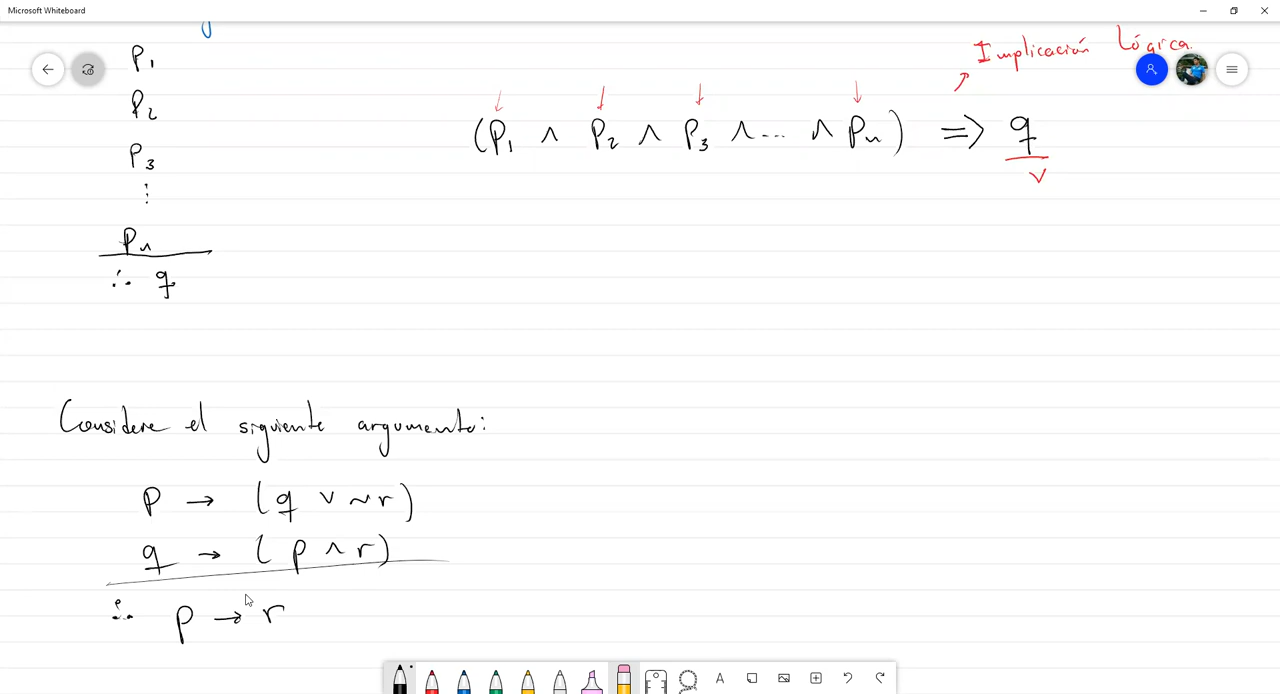 Microsoft Whiteboard
Implicación Lógica
P1
P2
P3
⋮
Pn
∴ q
(P1 ∧ P2 ∧ P3 ∧ ... ∧ Pn) => q
v
Considere el siguiente argumento:
p → (q ∨ ~r)
q → (p ∧ r)
∴ p → r
A